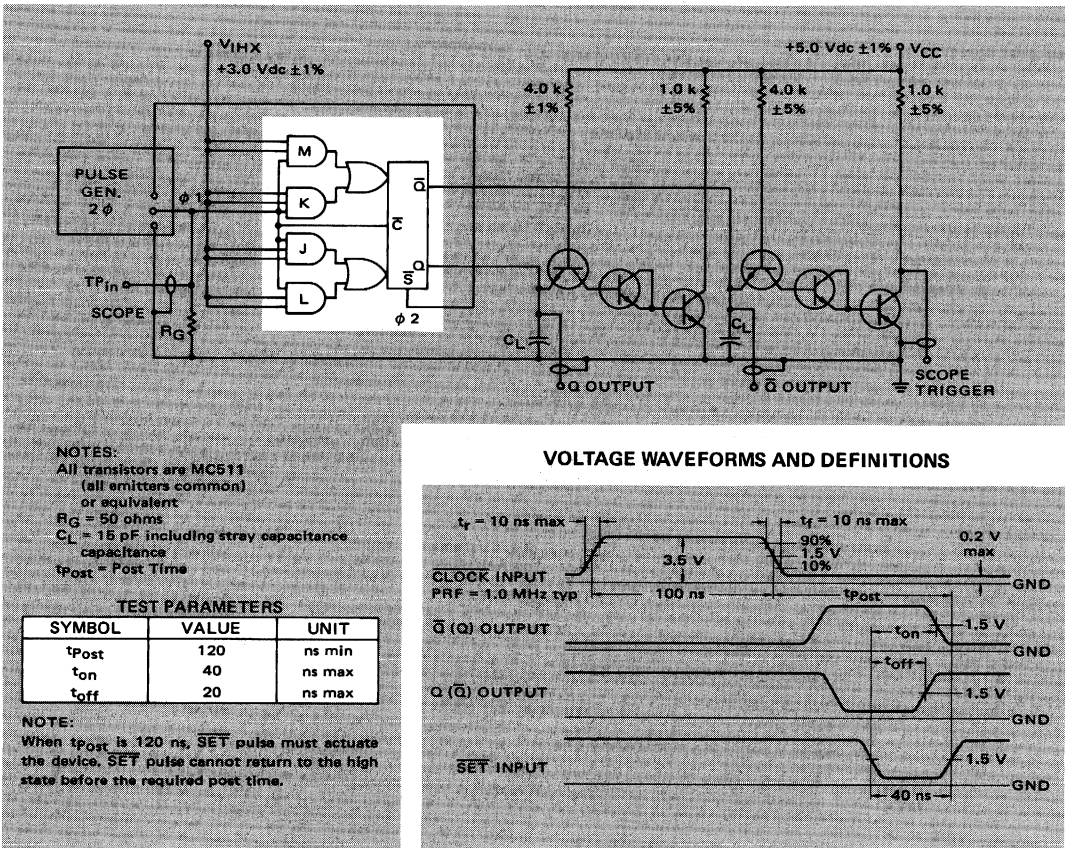 VIHX
+3.0 Vdc ±1%
+5.0 Vdc ±1%
VCC
4.0 k
±1%
1.0 k
±5%
4.0 k
±5%
1.0 k
±5%
PULSE
GEN.
2 ϕ
ϕ 1
M
K
J
L
Q̅
C̅
Q
S̅
ϕ 2
TPin
SCOPE
RG
CL
CL
Q OUTPUT
Q̅ OUTPUT
SCOPE
TRIGGER
NOTES:
All transistors are MC511
(all emitters common)
or equivalent
RG = 50 ohms
CL = 15 pF including stray capacitance
capacitance
tPost = Post Time
TEST PARAMETERS
SYMBOL VALUE UNIT
tPost 120 ns min
ton 40 ns max
toff 20 ns max
NOTE:
When tPost is 120 ns, S̅E̅T̅ pulse must actuate
the device. S̅E̅T̅ pulse cannot return to the high
state before the required post time.
VOLTAGE WAVEFORMS AND DEFINITIONS
tr = 10 ns max
tf = 10 ns max
90%
1.5 V
10%
0.2 V
max
3.5 V
C̅L̅O̅C̅K̅ INPUT
PRF = 1.0 MHz typ
100 ns
tPost
GND
Q̅ (Q) OUTPUT
ton
1.5 V
GND
toff
Q (Q̅) OUTPUT
1.5 V
GND
S̅E̅T̅ INPUT
1.5 V
GND
40 ns